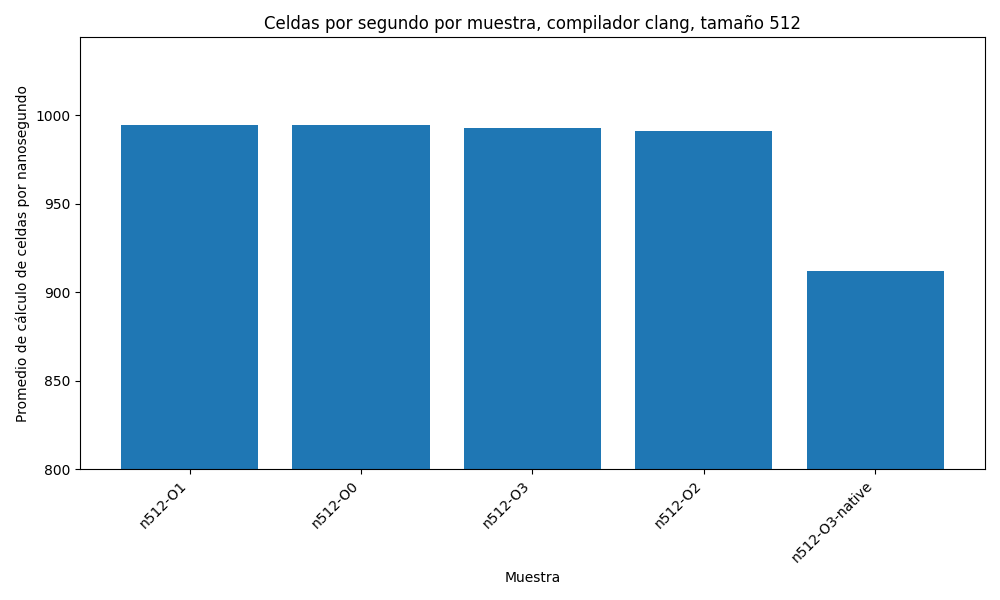 Celdas por segundo por muestra, compilador clang, tamaño 512
Promedio de cálculo de celdas por nanosegundo
1000
950
900
850
800
n512-O1
n512-O0
n512-O3
n512-O2
n512-O3-native
Muestra